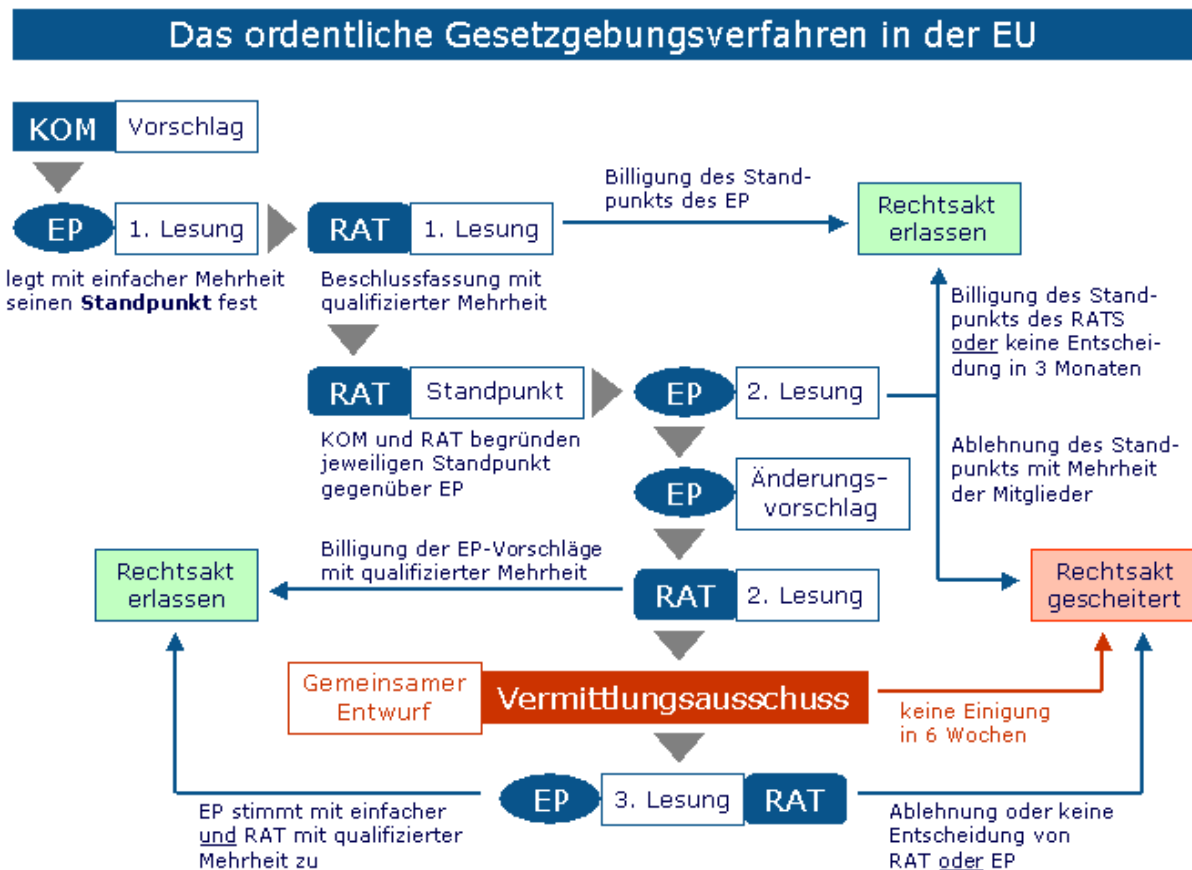 Das ordentliche Gesetzgebungsverfahren in der EU
KOM
Vorschlag
EP
1. Lesung
legt mit einfacher Mehrheit
seinen Standpunkt fest
RAT
1. Lesung
Beschlussfassung mit
qualifizierter Mehrheit
Billigung des Stand-
punkts des EP
Rechtsakt
erlassen
Billigung des Stand-
punkts des RATS
oder keine Entschei-
dung in 3 Monaten
RAT
Standpunkt
KOM und RAT begründen
jeweiligen Standpunkt
gegenüber EP
EP
2. Lesung
Ablehnung des Stand-
punkts mit Mehrheit
der Mitglieder
EP
Änderungs-
vorschlag
Billigung der EP-Vorschläge
mit qualifizierter Mehrheit
Rechtsakt
erlassen
RAT
2. Lesung
Rechtsakt
gescheitert
Gemeinsamer
Entwurf
Vermittlungsausschuss
keine Einigung
in 6 Wochen
EP
3. Lesung
RAT
EP stimmt mit einfacher
und RAT mit qualifizierter
Mehrheit zu
Ablehnung oder keine
Entscheidung von
RAT oder EP